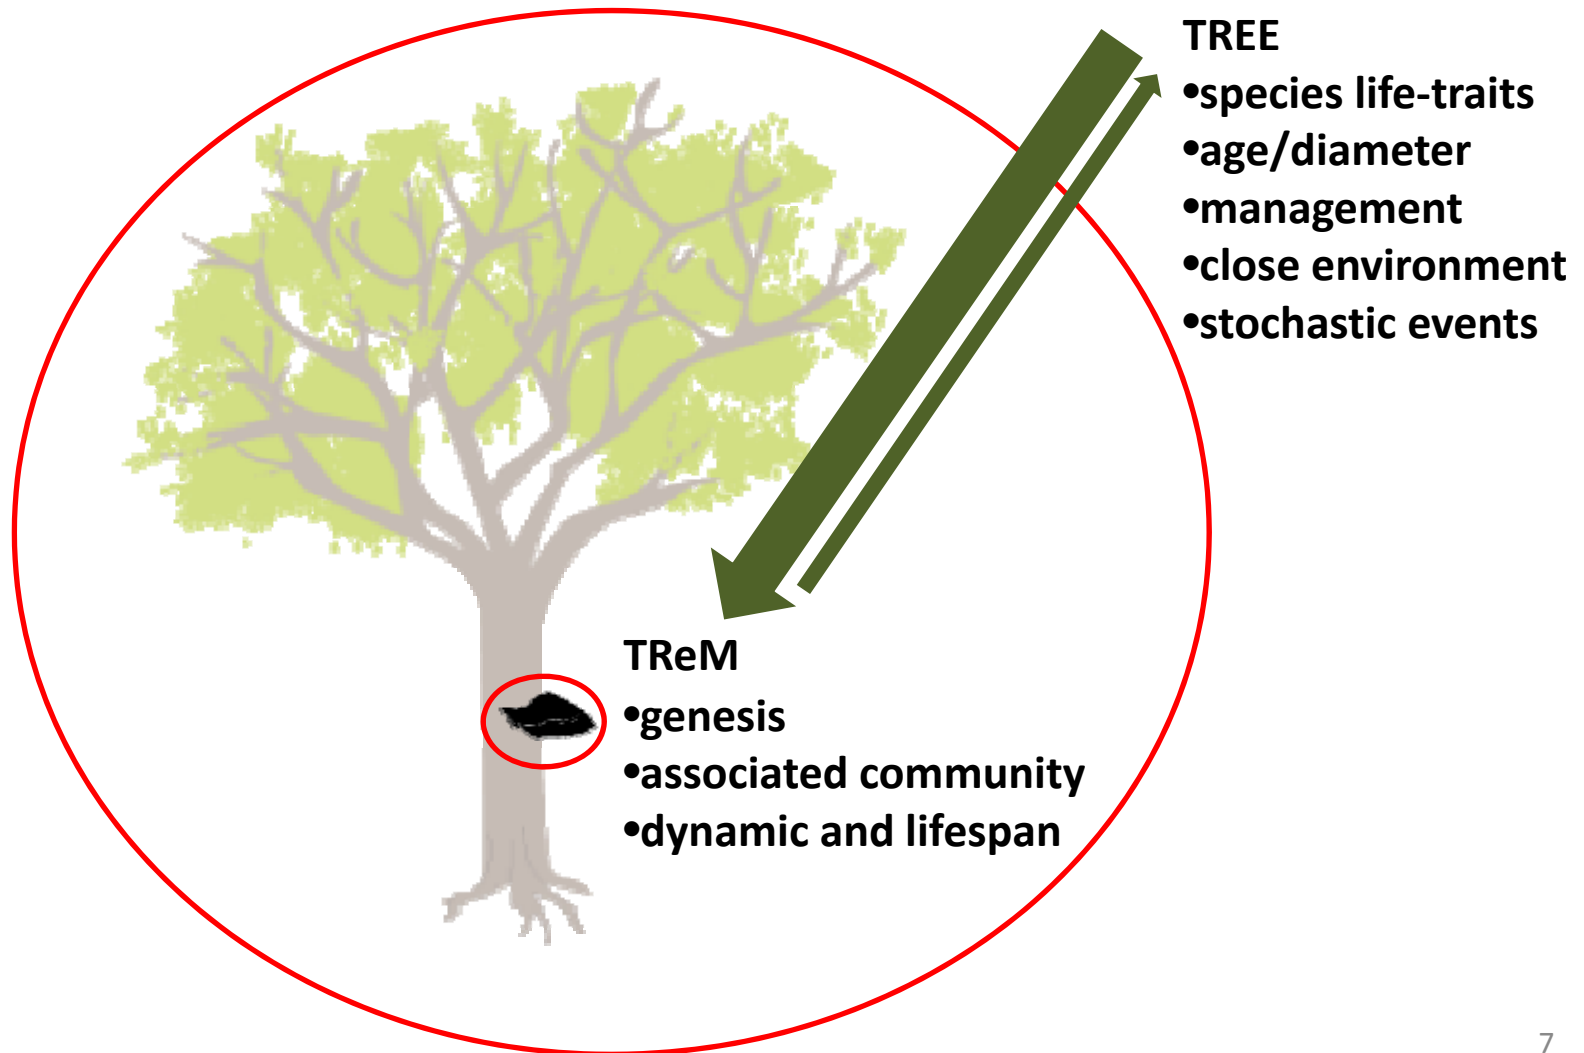 TREE
•species life-traits
•age/diameter
•management
•close environment
•stochastic events
TReM
•genesis
•associated community
•dynamic and lifespan
7